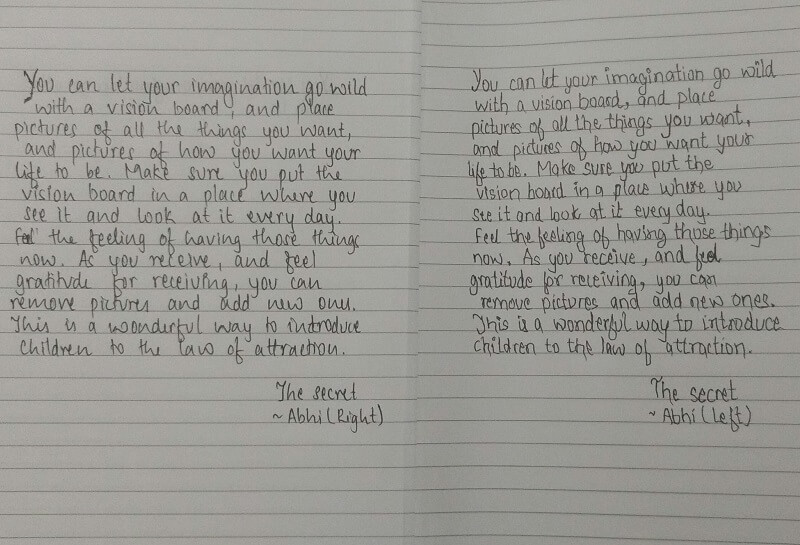 You can let your imagination go wild
with a vision board, and place
pictures of all the things you want,
and pictures of how you want your
life to be. Make sure you put the
vision board in a place where you
see it and look at it every day.
Feel the feeling of having those things
now. As you receive, and feel
gratitude for receiving, you can
remove pictures and add new ones.
This is a woonderful way to introduce
children to the law of attraction.
The secret
~ Abhi (Right)
You can let your imagination go wild
with a vision board, and place
pictures of all the things you want,
and pictures of how you want your
life to be. Make sure you put the
vision board in a place where you
see it and look at it every day.
Feel the feeling of having those things
now. As you receive, and feel
gratitude for receiving, you can
remove pictures and add new ones.
This is a wonderful way to introduce
children to the law of attraction.
The secret
~ Abhi (Left)